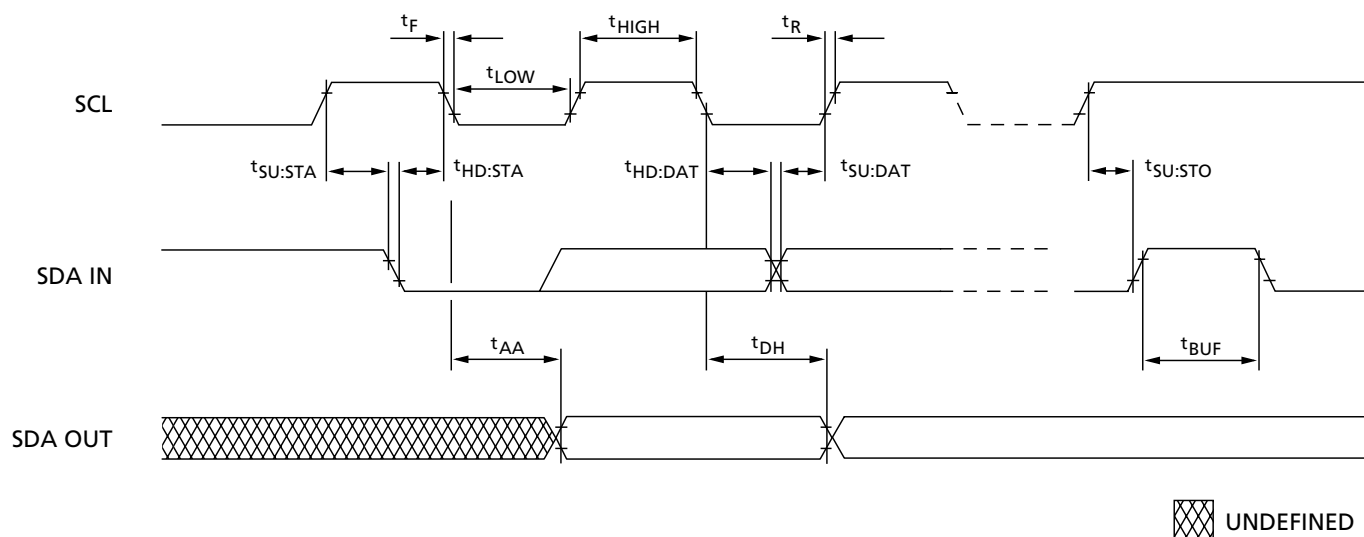 tF
tHIGH
tR
tLOW
SCL
tSU:STA
tHD:STA
tHD:DAT
tSU:DAT
tSU:STO
SDA IN
tAA
tDH
tBUF
SDA OUT
UNDEFINED